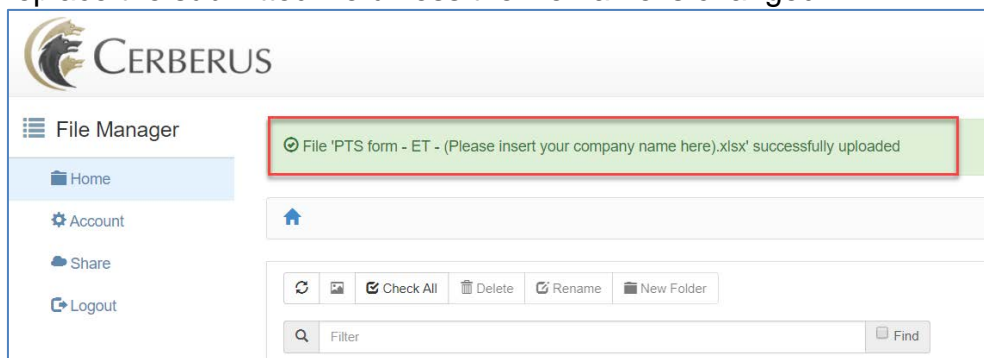 CERBERUS
File Manager
File 'PTS form - ET - (Please insert your company name here).xlsx' successfully uploaded
Home
Account
Share
Logout
Check All Delete Rename New Folder
Filter Find